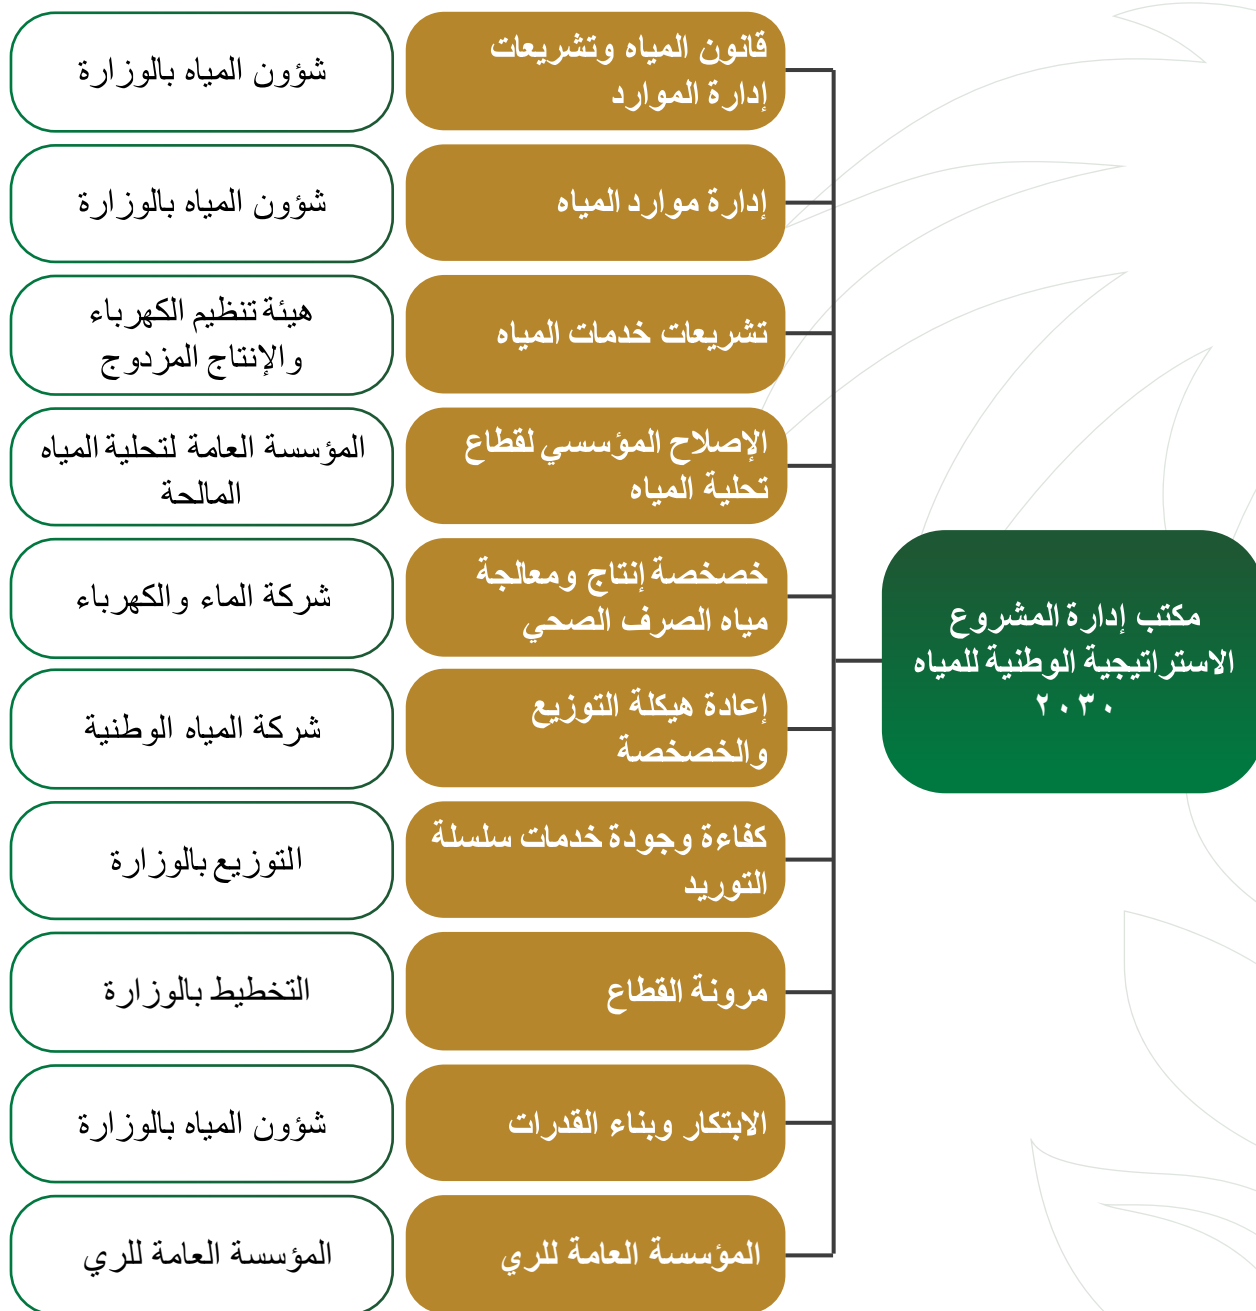 مكتب إدارة المشروع
الاستراتيجية الوطنية للمياه
٢٠٣٠
قانون المياه وتشريعات
إدارة الموارد
شؤون المياه بالوزارة
إدارة موارد المياه
شؤون المياه بالوزارة
تشريعات خدمات المياه
هيئة تنظيم الكهرباء
والإنتاج المزدوج
الإصلاح المؤسسي لقطاع
تحلية المياه
المؤسسة العامة لتحلية المياه
المالحة
خصخصة إنتاج ومعالجة
مياه الصرف الصحي
شركة الماء والكهرباء
إعادة هيكلة التوزيع
والخصخصة
شركة المياه الوطنية
كفاءة وجودة خدمات سلسلة
التوريد
التوزيع بالوزارة
مرونة القطاع
التخطيط بالوزارة
الابتكار وبناء القدرات
شؤون المياه بالوزارة
المؤسسة العامة للري
المؤسسة العامة للري